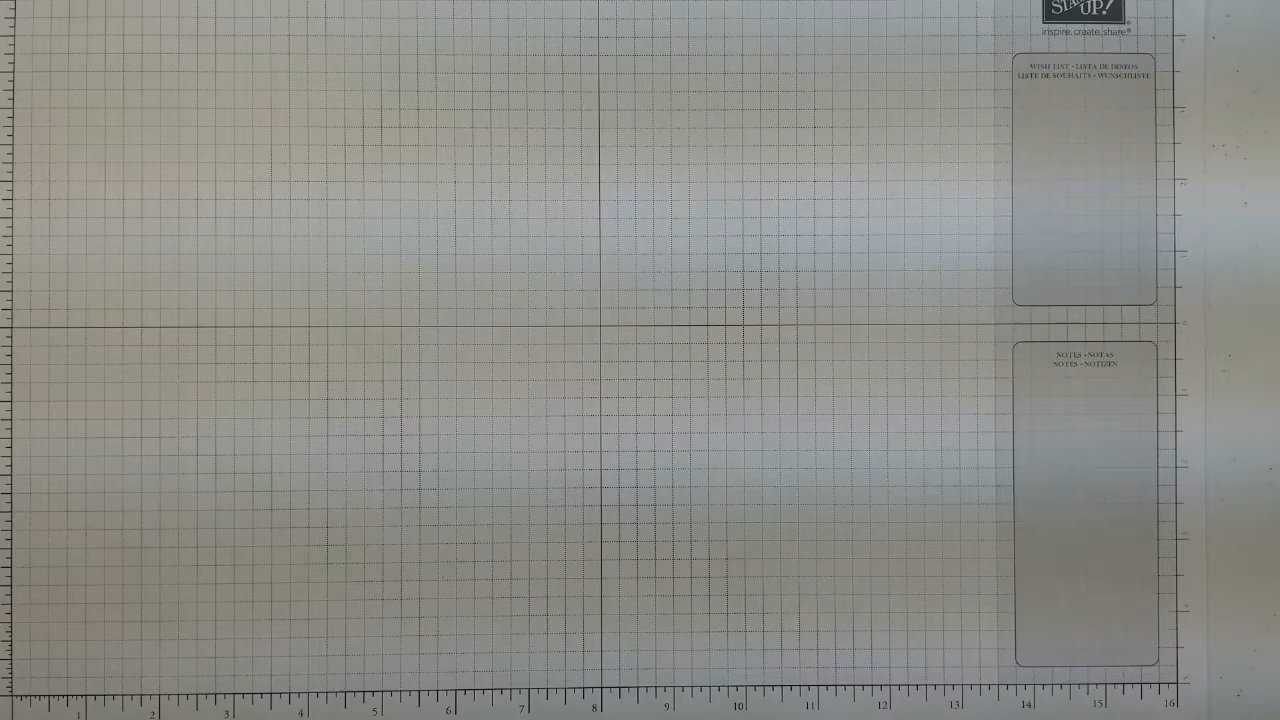 STAMPIN'
UP!
inspire.create.share.®
WISH LIST • LISTA DE DESEOS
LISTE DE SOUHAITS • WUNSCHLISTE
NOTES • NOTAS
NOTES • NOTIZEN
1 2 3 4 5 6 7 8 9 10 11 12 13 14 15 16